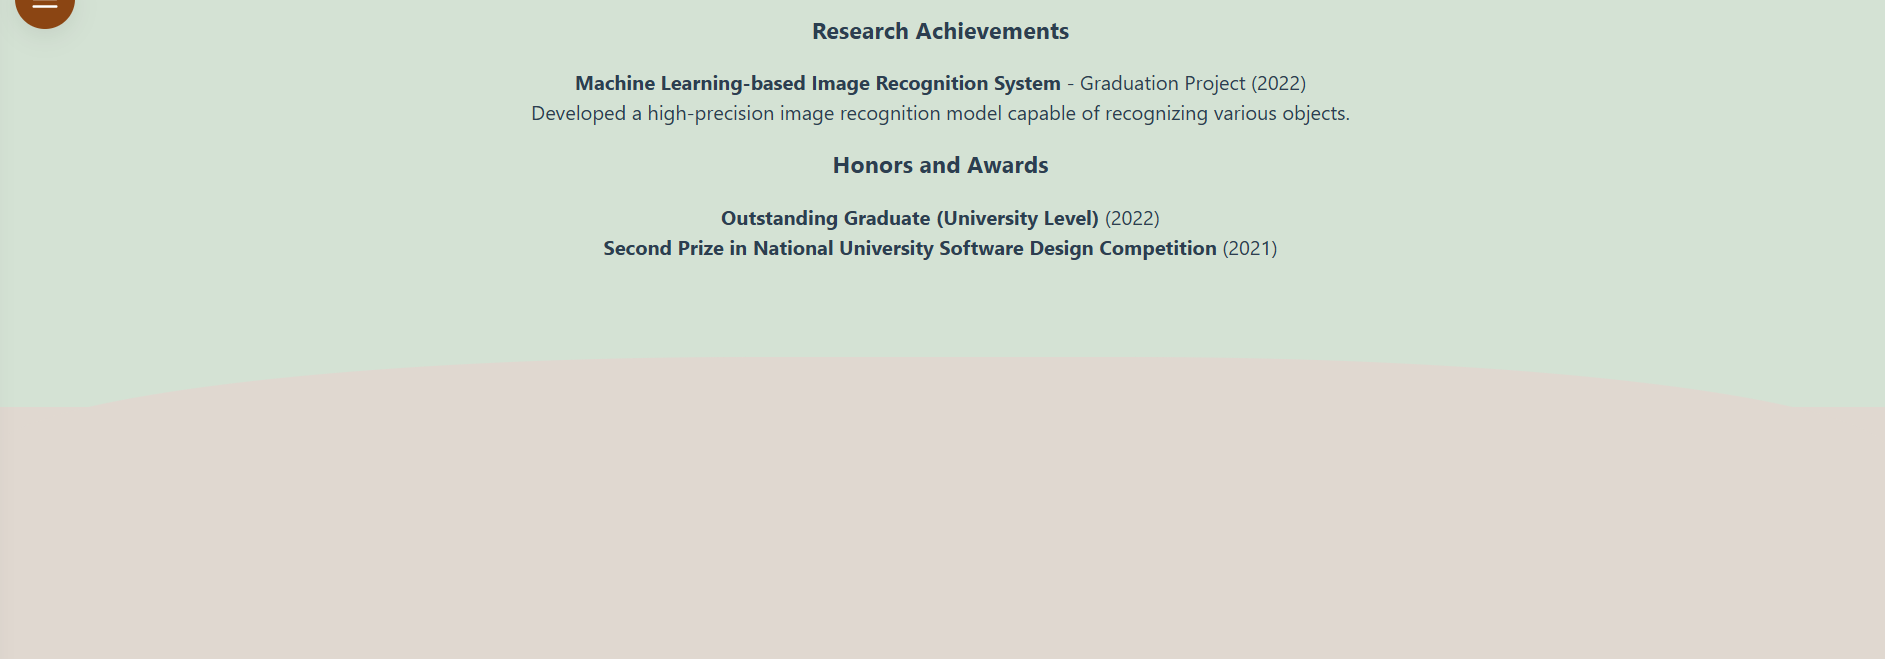 Research Achievements
Machine Learning-based Image Recognition System - Graduation Project (2022)
Developed a high-precision image recognition model capable of recognizing various objects.
Honors and Awards
Outstanding Graduate (University Level) (2022)
Second Prize in National University Software Design Competition (2021)